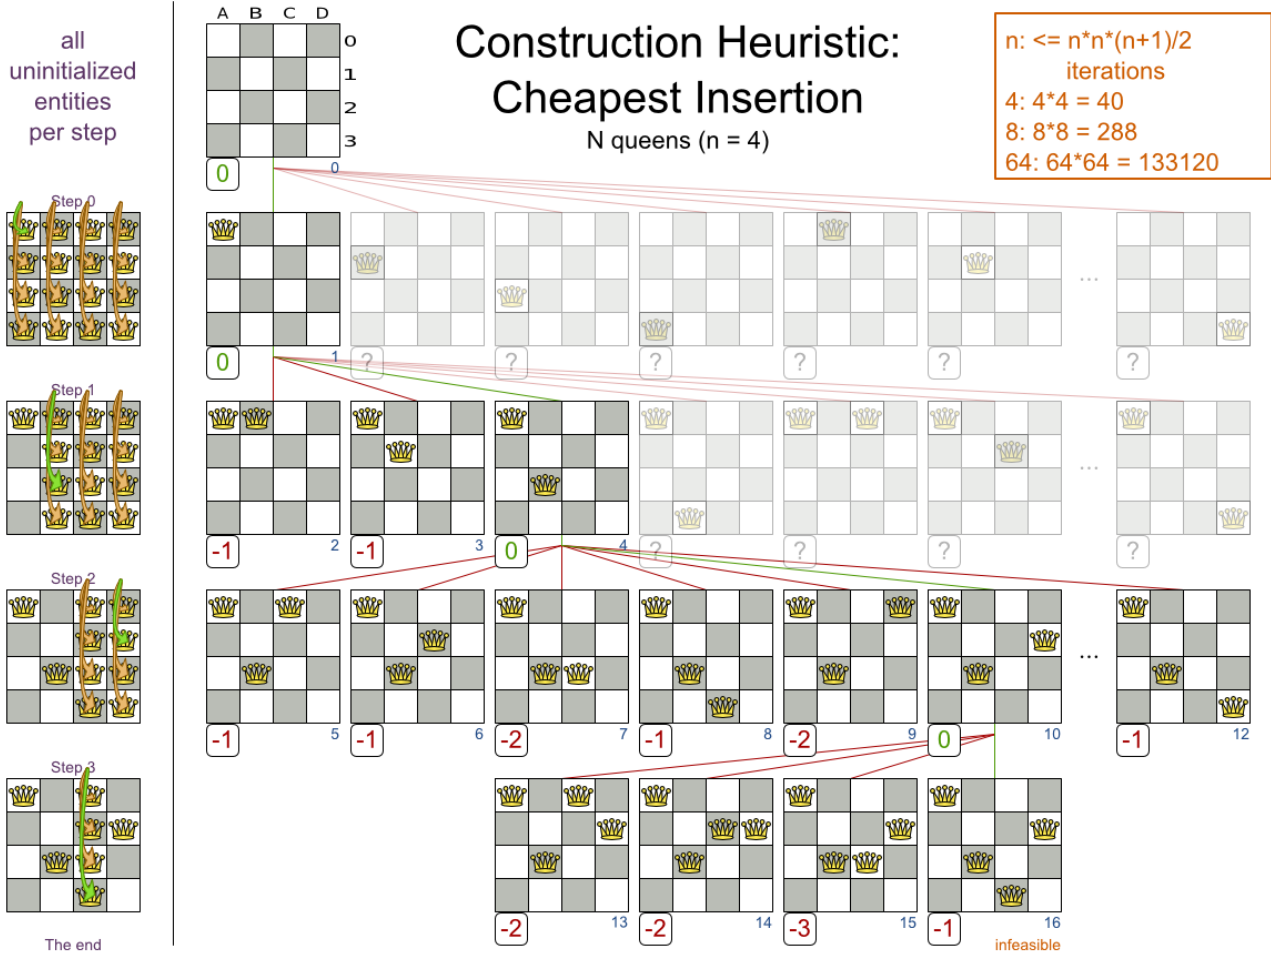 A B C D
0
1
2
3
Construction Heuristic:
Cheapest Insertion
N queens (n = 4)
n: <= n*n*(n+1)/2
iterations
4: 4*4 = 40
8: 8*8 = 288
64: 64*64 = 133120
all
uninitialized
entities
per step
0 0
Step 0
...
0 1 ? ? ? ? ? ?
Step 1
...
-1 2 -1 3 0 4 ? ? ? ?
Step 2
...
-1 5 -1 6 -2 7 -1 8 -2 9 0 10 -1 12
Step 3
-2 13 -2 14 -3 15 -1 16
The end
infeasible